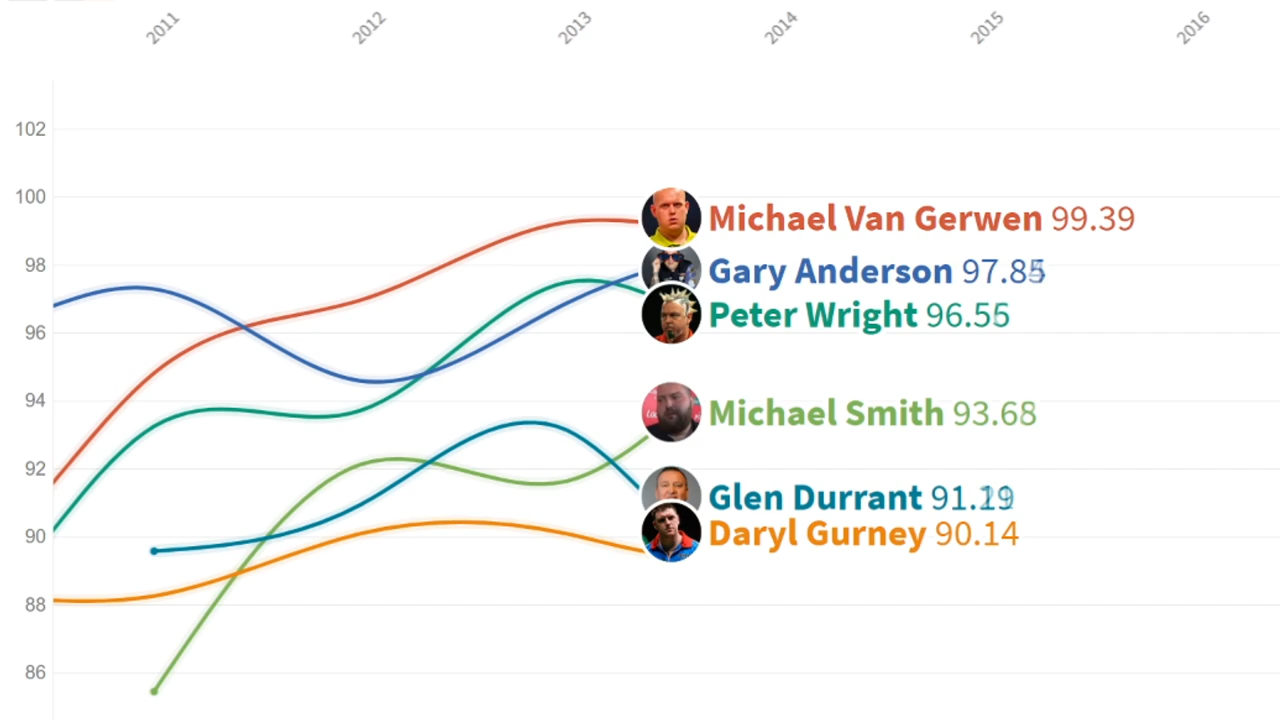 2011 2012 2013 2014 2015 2016
102
100
Michael Van Gerwen 99.39
98
Gary Anderson
Peter Wright 96.55
96
94
Michael Smith 93.68
92
Glen Durrant
Daryl Gurney 90.14
90
88
86